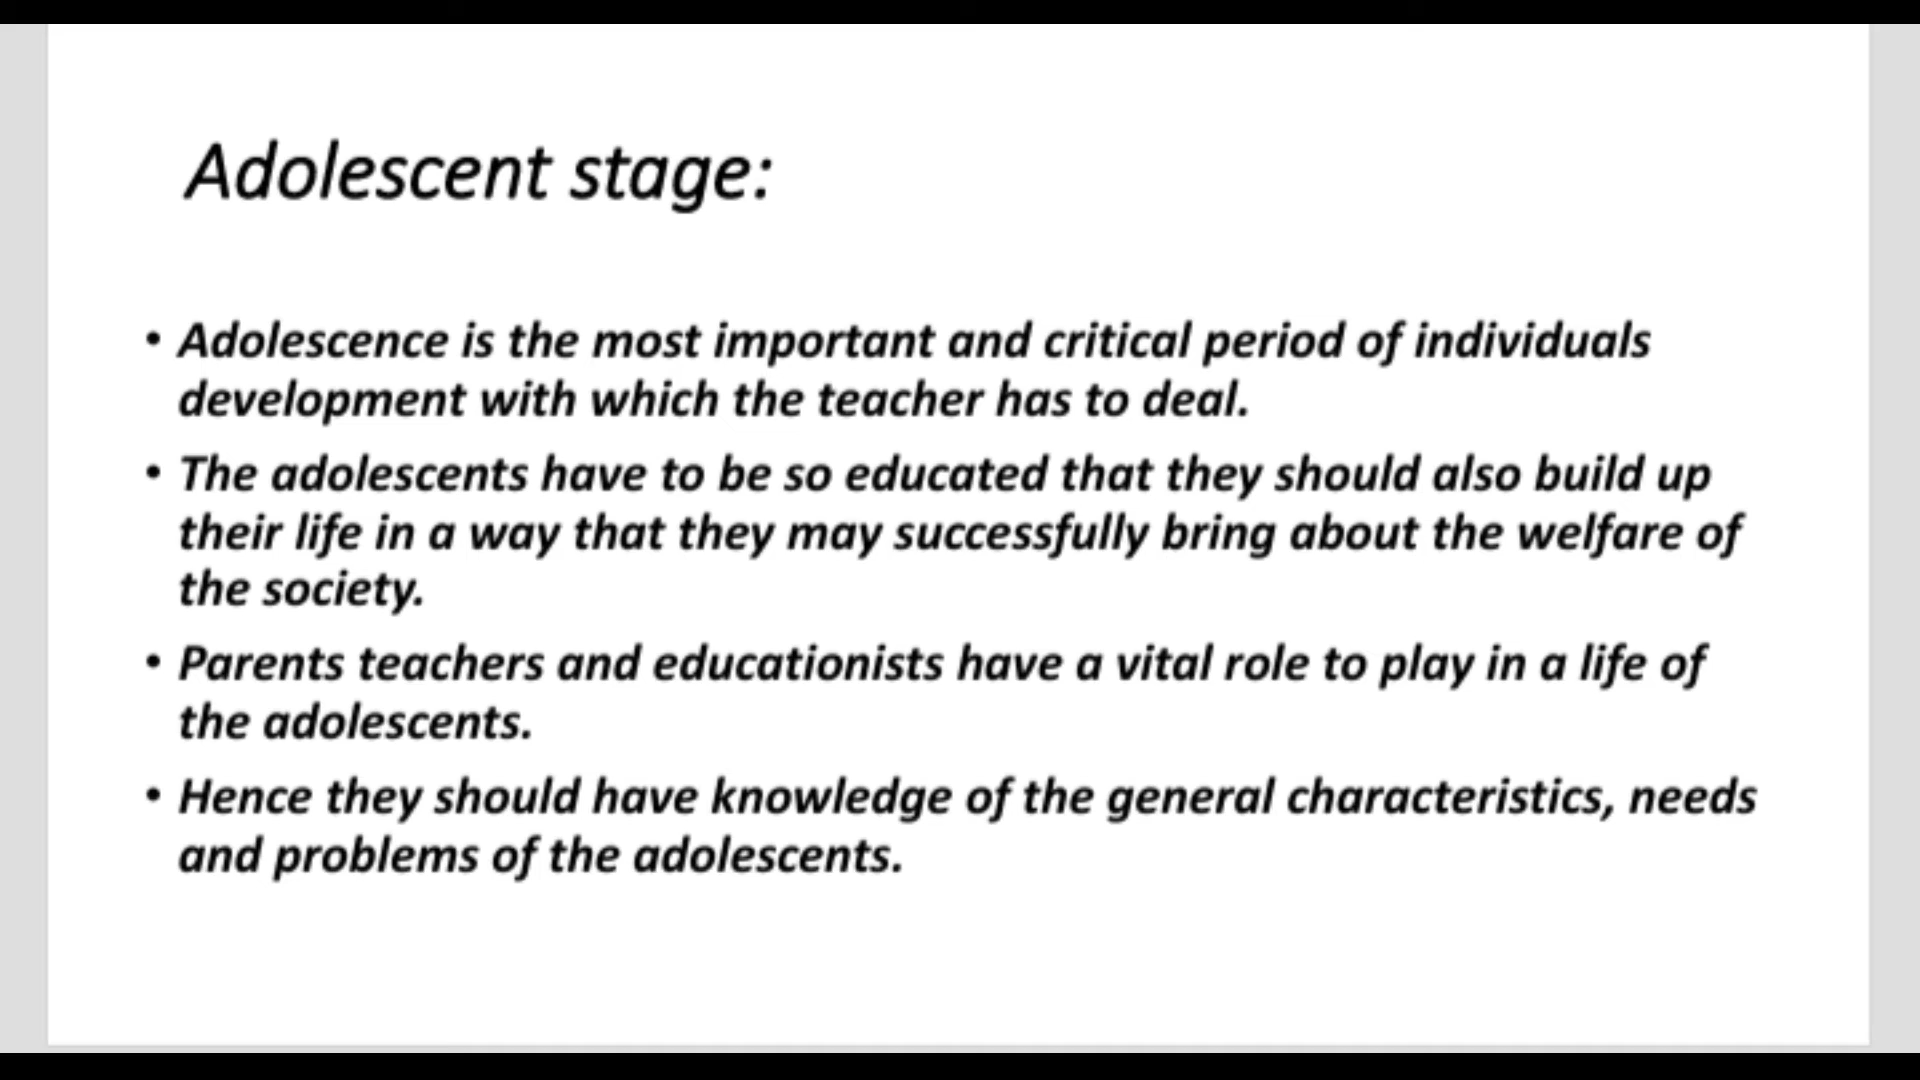 Adolescent stage:
• Adolescence is the most important and critical period of individuals
development with which the teacher has to deal.
• The adolescents have to be so educated that they should also build up
their life in a way that they may successfully bring about the welfare of
the society.
• Parents teachers and educationists have a vital role to play in a life of
the adolescents.
• Hence they should have knowledge of the general characteristics, needs
and problems of the adolescents.